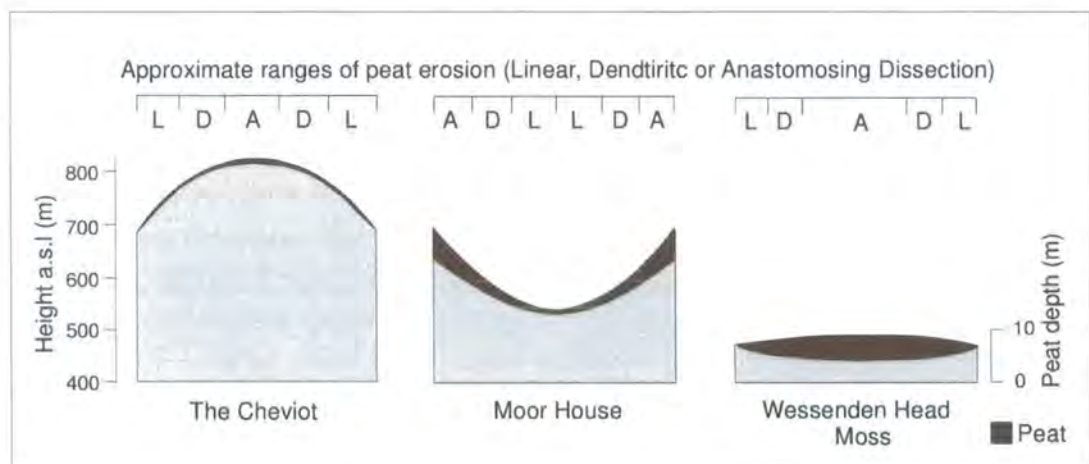 Approximate ranges of peat erosion (Linear, Dendtiritc or Anastomosing Dissection)
L D A D L
A D L L D A
L D A D L
Height a.s.l (m)
800
700
600
500
400
Peat depth (m)
10
0
The Cheviot
Moor House
Wessenden Head
Moss
Peat